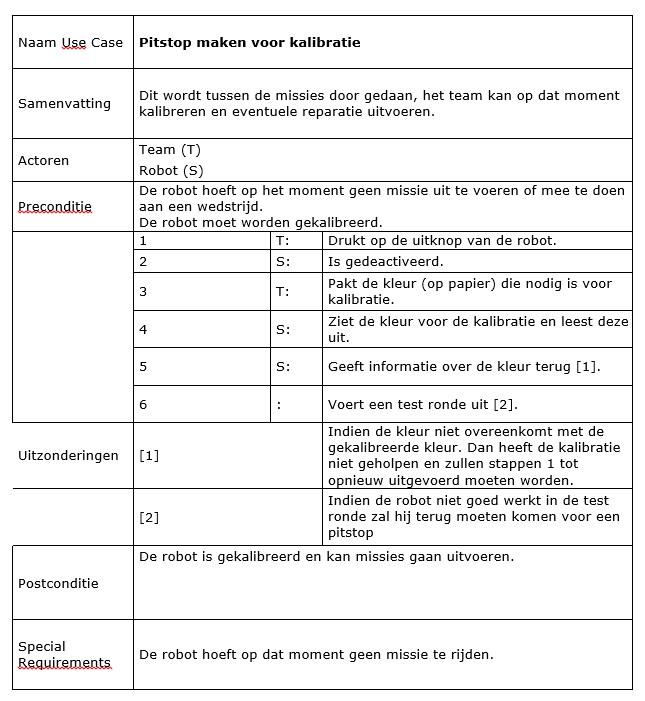 Naam Use Case
Pitstop maken voor kalibratie
Samenvatting
Dit wordt tussen de missies door gedaan, het team kan op dat moment
kalibreren en eventuele reparatie uitvoeren.
Actoren
Team (T)
Robot (S)
Preconditie
De robot hoeft op het moment geen missie uit te voeren of mee te doen
aan een wedstrijd.
De robot moet worden gekalibreerd.
1 T: Drukt op de uitknop van de robot.
2 S: Is gedeactiveerd.
3 T: Pakt de kleur (op papier) die nodig is voor
kalibratie.
4 S: Ziet de kleur voor de kalibratie en leest deze
uit.
5 S: Geeft informatie over de kleur terug [1].
6 : Voert een test ronde uit [2].
Uitzonderingen
[1]
Indien de kleur niet overeenkomt met de
gekalibreerde kleur. Dan heeft de kalibratie
niet geholpen en zullen stappen 1 tot
opnieuw uitgevoerd moeten worden.
[2]
Indien de robot niet goed werkt in de test
ronde zal hij terug moeten komen voor een
pitstop
Postconditie
De robot is gekalibreerd en kan missies gaan uitvoeren.
Special
Requirements
De robot hoeft op dat moment geen missie te rijden.